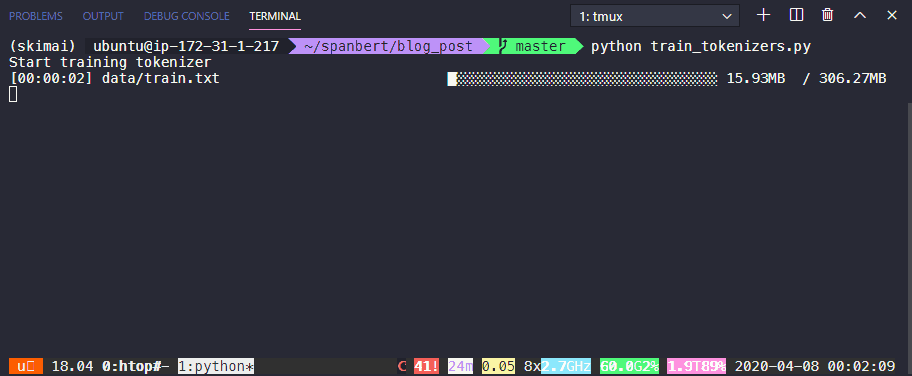 PROBLEMS OUTPUT DEBUG CONSOLE TERMINAL 1: tmux
(skimai) ubuntu@ip-172-31-1-217 ~/spanbert/blog_post master python train_tokenizers.py
Start training tokenizer
[00:00:02] data/train.txt 15.93MB / 306.27MB
u 18.04 0:htop#- 1:python* C 41! 24m 0.05 8x2.7GHz 60.0G2% 1.9T89% 2020-04-08 00:02:09